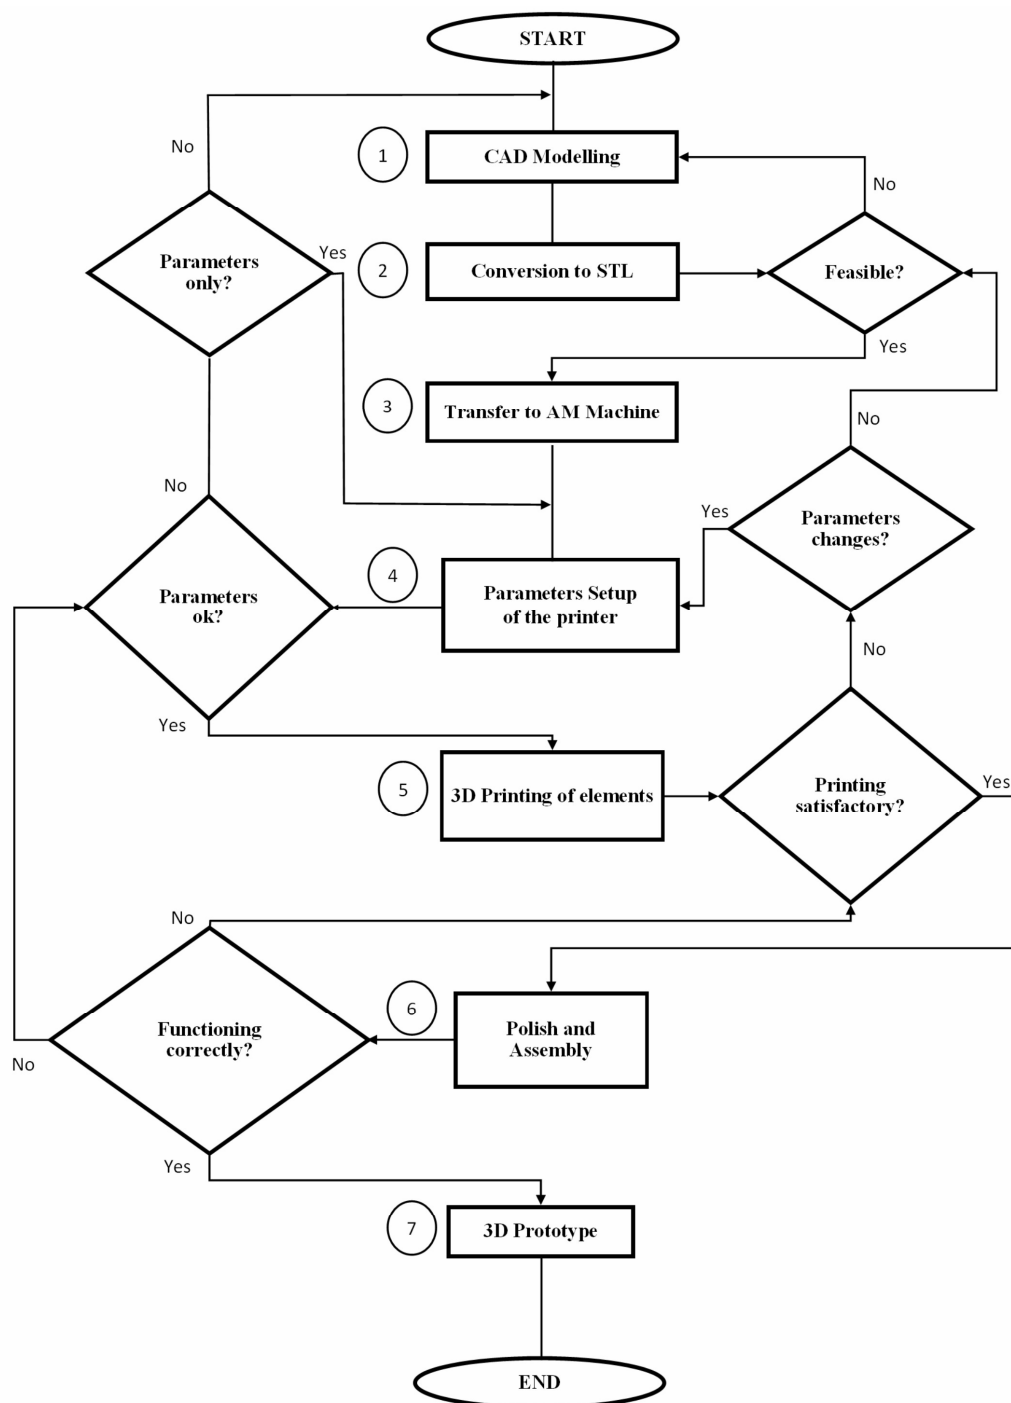 START
No
1
CAD Modelling
No
Parameters
only?
Yes
2
Conversion to STL
Feasible?
Yes
3
Transfer to AM Machine
No
No
Yes
Parameters
changes?
4
Parameters
ok?
Parameters Setup
of the printer
No
Yes
5
3D Printing of elements
Printing
satisfactory?
Yes
No
6
Functioning
correctly?
Polish and
Assembly
No
Yes
7
3D Prototype
END